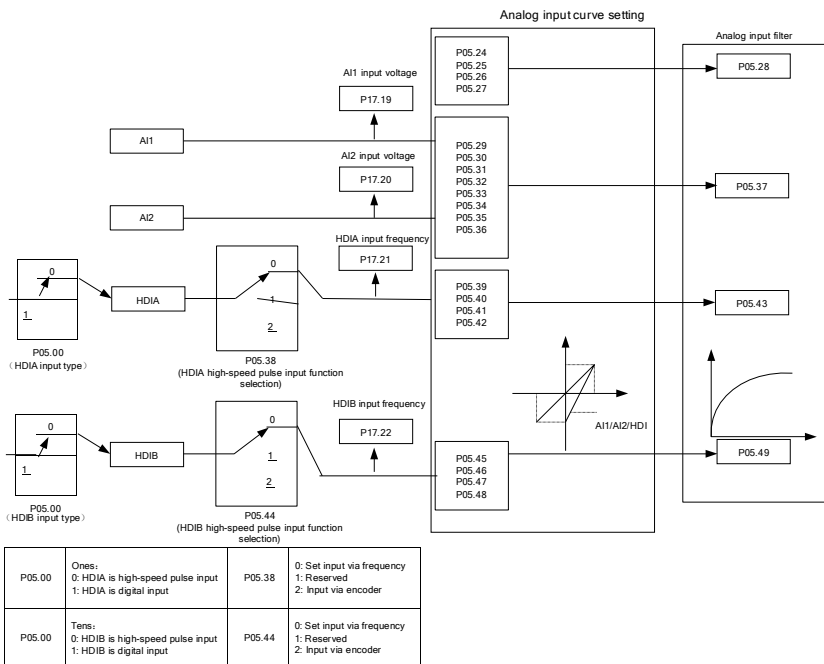 Analog input curve setting
Analog input filter
P05.24
P05.25
P05.26
P05.27
P05.28
AI1 input voltage
P17.19
AI1
AI2 input voltage
P17.20
AI2
P05.29
P05.30
P05.31
P05.32
P05.33
P05.34
P05.35
P05.36
P05.37
HDIA input frequency
P17.21
0
1
P05.00
（HDIA input type）
HDIA
0
1
2
P05.38
(HDIA high-speed pulse input function
selection)
P05.39
P05.40
P05.41
P05.42
P05.43
AI1/AI2/HDI
HDIB input frequency
P17.22
0
1
P05.00
（HDIB input type）
HDIB
0
1
2
P05.44
(HDIB high-speed pulse input function
selection)
P05.45
P05.46
P05.47
P05.48
P05.49
P05.00
Ones：
0: HDIA is high-speed pulse input
1: HDIA is digital input
P05.38
0: Set input via frequency
1: Reserved
2: Input via encoder
P05.00
Tens：
0: HDIB is high-speed pulse input
1: HDIB is digital input
P05.44
0: Set input via frequency
1: Reserved
2: Input via encoder